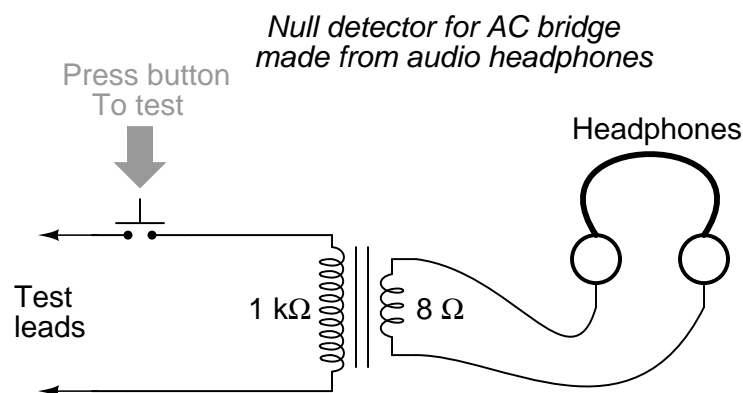 Null detector for AC bridge
made from audio headphones
Press button
To test
Headphones
Test
leads
1 kΩ
8 Ω